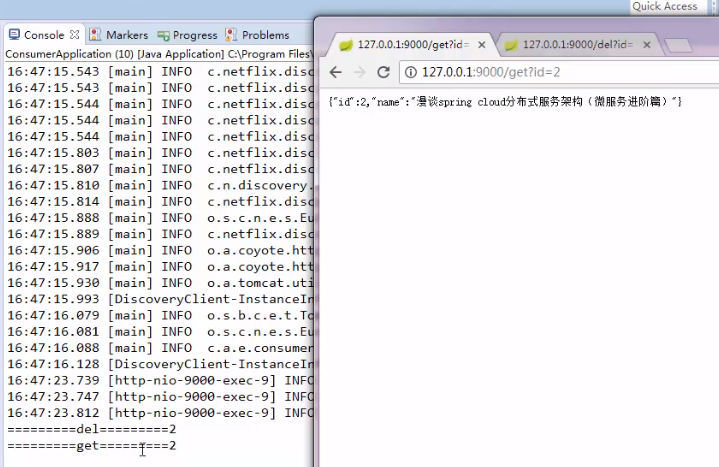 Quick Access
Console
Markers
Progress
Problems
ConsumerApplication (10) [Java Application] C:\Program Files\
16:47:15.543 [main] INFO c.netflix.disc
16:47:15.543 [main] INFO c.netflix.disc
16:47:15.544 [main] INFO c.netflix.disc
16:47:15.544 [main] INFO c.netflix.disc
16:47:15.544 [main] INFO c.netflix.disc
16:47:15.803 [main] INFO c.netflix.disc
16:47:15.807 [main] INFO c.netflix.disc
16:47:15.810 [main] INFO c.n.discovery.
16:47:15.814 [main] INFO c.netflix.disc
16:47:15.888 [main] INFO o.s.c.n.e.s.Eu
16:47:15.889 [main] INFO c.netflix.disc
16:47:15.906 [main] INFO o.a.coyote.htt
16:47:15.917 [main] INFO o.a.coyote.htt
16:47:15.930 [main] INFO o.a.tomcat.uti
16:47:15.993 [DiscoveryClient-InstanceIn
16:47:16.079 [main] INFO o.s.b.c.e.t.To
16:47:16.081 [main] INFO o.s.c.n.e.s.Eu
16:47:16.088 [main] INFO c.a.e.consumer
16:47:16.128 [DiscoveryClient-InstanceIn
16:47:23.739 [http-nio-9000-exec-9] INFO
16:47:23.747 [http-nio-9000-exec-9] INFO
16:47:23.812 [http-nio-9000-exec-9] INFO
=========del=========2
=========get=========2
127.0.0.1:9000/get?id=
127.0.0.1:9000/del?id=
127.0.0.1:9000/get?id=2
{"id":2,"name":"漫谈spring cloud分布式服务架构（微服务进阶篇）"}